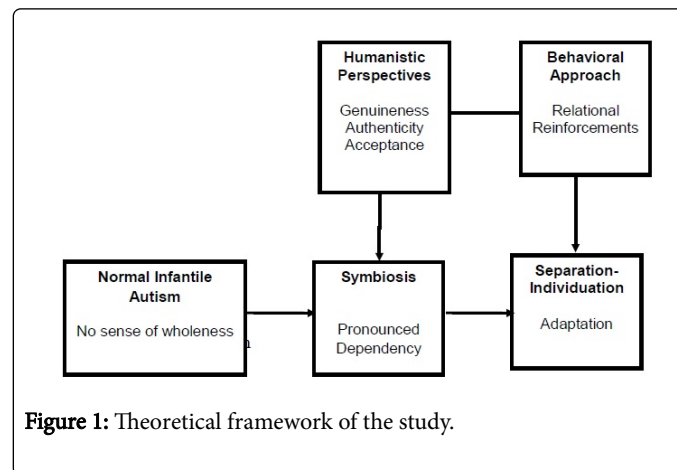 Humanistic
Perspectives
Genuineness
Authenticity
Acceptance
Behavioral
Approach
Relational
Reinforcements
Normal Infantile
Autism
No sense of wholeness
Symbiosis
Pronounced
Dependency
Separation-
Individuation
Adaptation
Figure 1: Theoretical framework of the study.